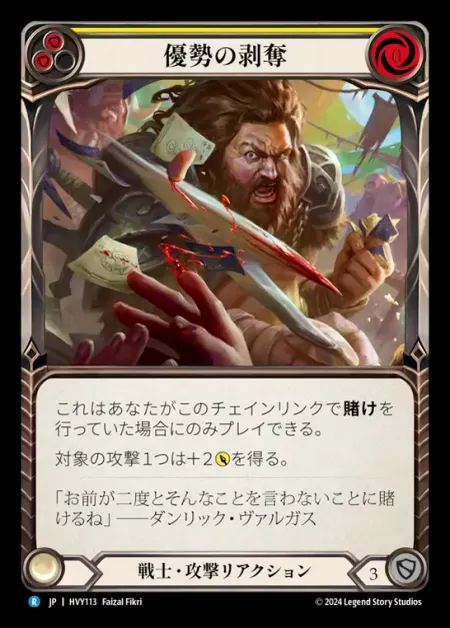 優勢の剥奪
0
これはあなたがこのチェインリンクで賭けを
行っていた場合にのみプレイできる。
対象の攻撃1つは+2を得る。
「お前が二度とそんなことを言わないことに賭
けるね」——ダンリック・ヴァルガス
戦士・攻撃リアクション
3
R JP | HVY113 Faizal Fikri
© 2024 Legend Story Studios